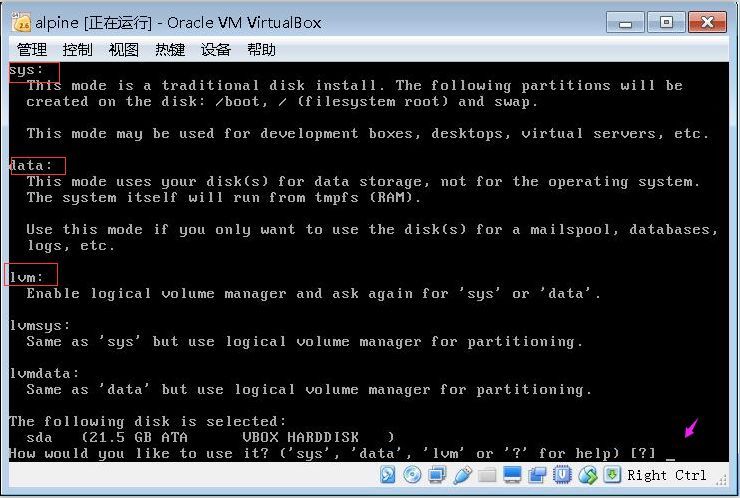 alpine [正在运行] - Oracle VM VirtualBox
管理 控制 视图 热键 设备 帮助
sys:
This mode is a traditional disk install. The following partitions will be
created on the disk: /boot, / (filesystem root) and swap.
This mode may be used for development boxes, desktops, virtual servers, etc.
data:
This mode uses your disk(s) for data storage, not for the operating system.
The system itself will run from tmpfs (RAM).
Use this mode if you only want to use the disk(s) for a mailspool, databases,
logs, etc.
lvm:
Enable logical volume manager and ask again for 'sys' or 'data'.
lvmsys:
Same as 'sys' but use logical volume manager for partitioning.
lvmdata:
Same as 'data' but use logical volume manager for partitioning.
The following disk is selected:
sda (21.5 GB ATA VBOX HARDDISK )
How would you like to use it? ('sys', 'data', 'lvm' or '?' for help) [?] _
Right Ctrl